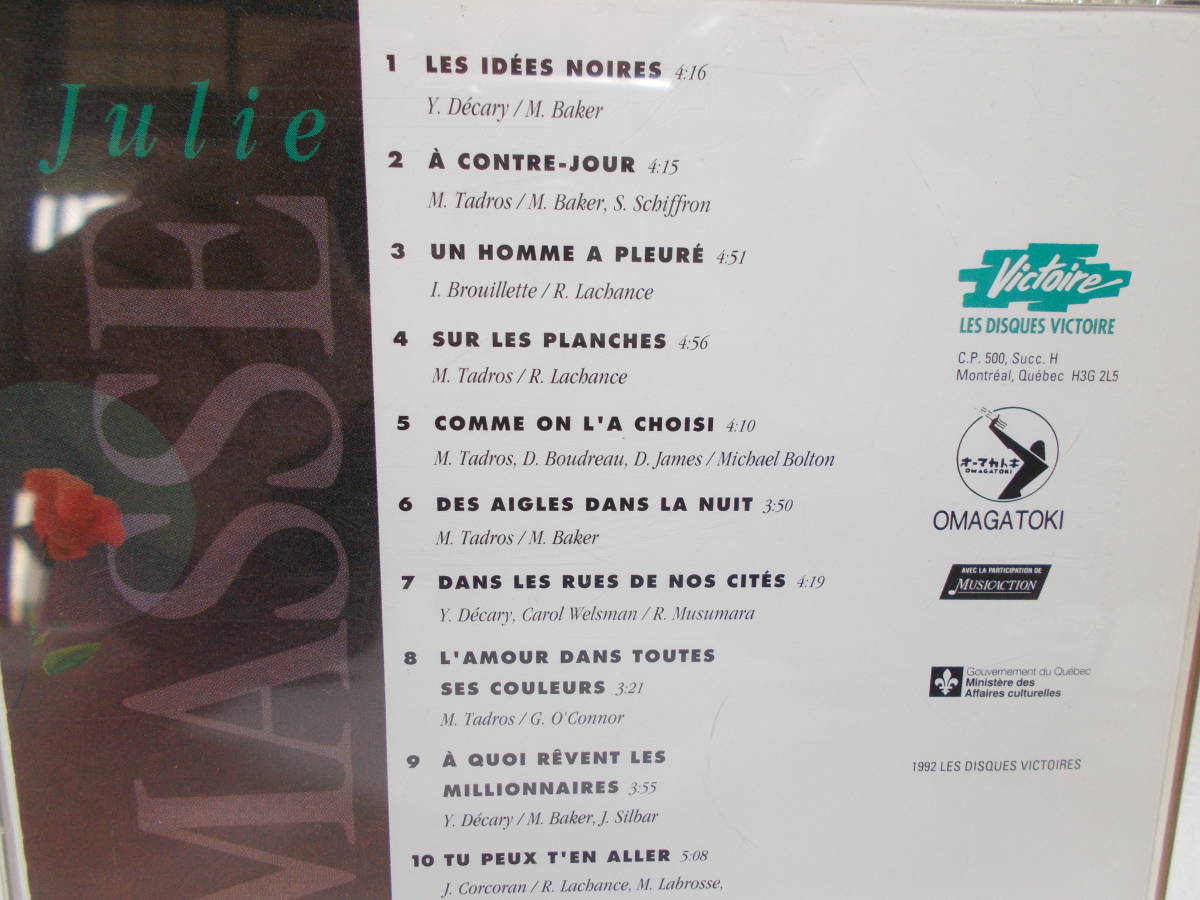 Julie
MASSE
1 LES IDÉES NOIRES 4:16
Y. Décary / M. Baker
2 À CONTRE-JOUR 4:15
M. Tadros / M. Baker, S. Schiffron
3 UN HOMME A PLEURÉ 4:51
I. Brouillette / R. Lachance
4 SUR LES PLANCHES 4:56
M. Tadros / R. Lachance
5 COMME ON L'A CHOISI 4:10
M. Tadros, D. Boudreau, D. James / Michael Bolton
6 DES AIGLES DANS LA NUIT 3:50
M. Tadros / M. Baker
7 DANS LES RUES DE NOS CITÉS 4:19
Y. Décary, Carol Welsman / R. Musumara
8 L'AMOUR DANS TOUTES
SES COULEURS 3:21
M. Tadros / G. O'Connor
9 À QUOI RÊVENT LES
MILLIONNAIRES 3:55
Y. Décary / M. Baker, J. Silbar
10 TU PEUX T'EN ALLER 5:08
J. Corcoran / R. Lachance, M. Labrosse,
Victoire
LES DISQUES VICTOIRE
C.P. 500, Succ. H
Montréal, Québec H3G 2L5
オーマガトキ
OMAGATOKI
OMAGATOKI
AVEC LA PARTICIPATION DE
MUSICACTION
Gouvernement du Québec
Ministère des
Affaires culturelles
1992 LES DISQUES VICTOIRES